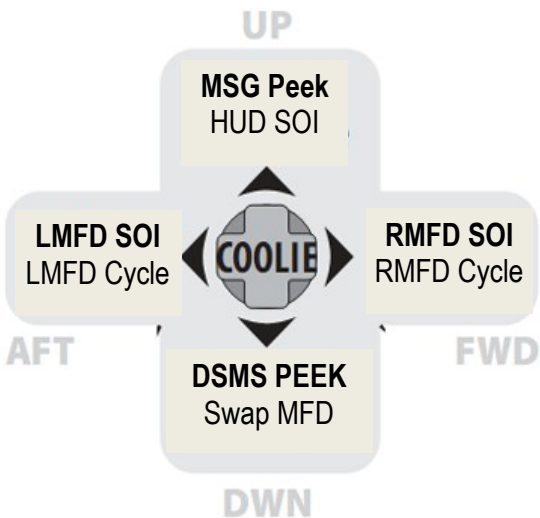 UP
MSG Peek
HUD SOI
LMFD SOI
LMFD Cycle
COOLIE
RMFD SOI
RMFD Cycle
AFT
FWD
DSMS PEEK
Swap MFD
DWN